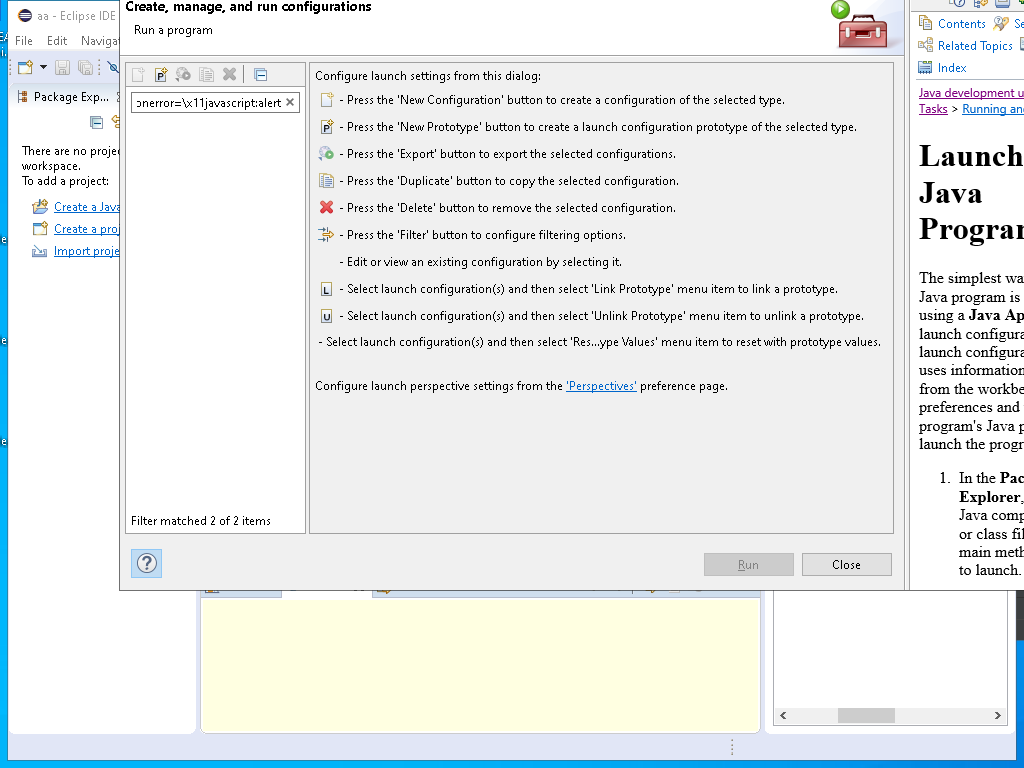 aa - Eclipse IDE
File Edit Navigat
Package Exp...
There are no proje
workspace.
To add a project:
Create a Java
Create a proj
Import proje
Create, manage, and run configurations
Run a program
onerror=\x11javascript:alert
Filter matched 2 of 2 items
Configure launch settings from this dialog:
- Press the 'New Configuration' button to create a configuration of the selected type.
- Press the 'New Prototype' button to create a launch configuration prototype of the selected type.
- Press the 'Export' button to export the selected configurations.
- Press the 'Duplicate' button to copy the selected configuration.
- Press the 'Delete' button to remove the selected configuration.
- Press the 'Filter' button to configure filtering options.
- Edit or view an existing configuration by selecting it.
- Select launch configuration(s) and then select 'Link Prototype' menu item to link a prototype.
- Select launch configuration(s) and then select 'Unlink Prototype' menu item to unlink a prototype.
- Select launch configuration(s) and then select 'Res...ype Values' menu item to reset with prototype values.
Configure launch perspective settings from the 'Perspectives' preference page.
Run Close
Contents Se
Related Topics
Index
Java development u
Tasks > Running an
Launch
Java
Program
The simplest wa
Java program is
using a Java Ap
launch configura
launch configura
uses information
from the workbe
preferences and
program's Java p
launch the progr
1. In the Pac
Explorer,
Java comp
or class fil
main meth
to launch.